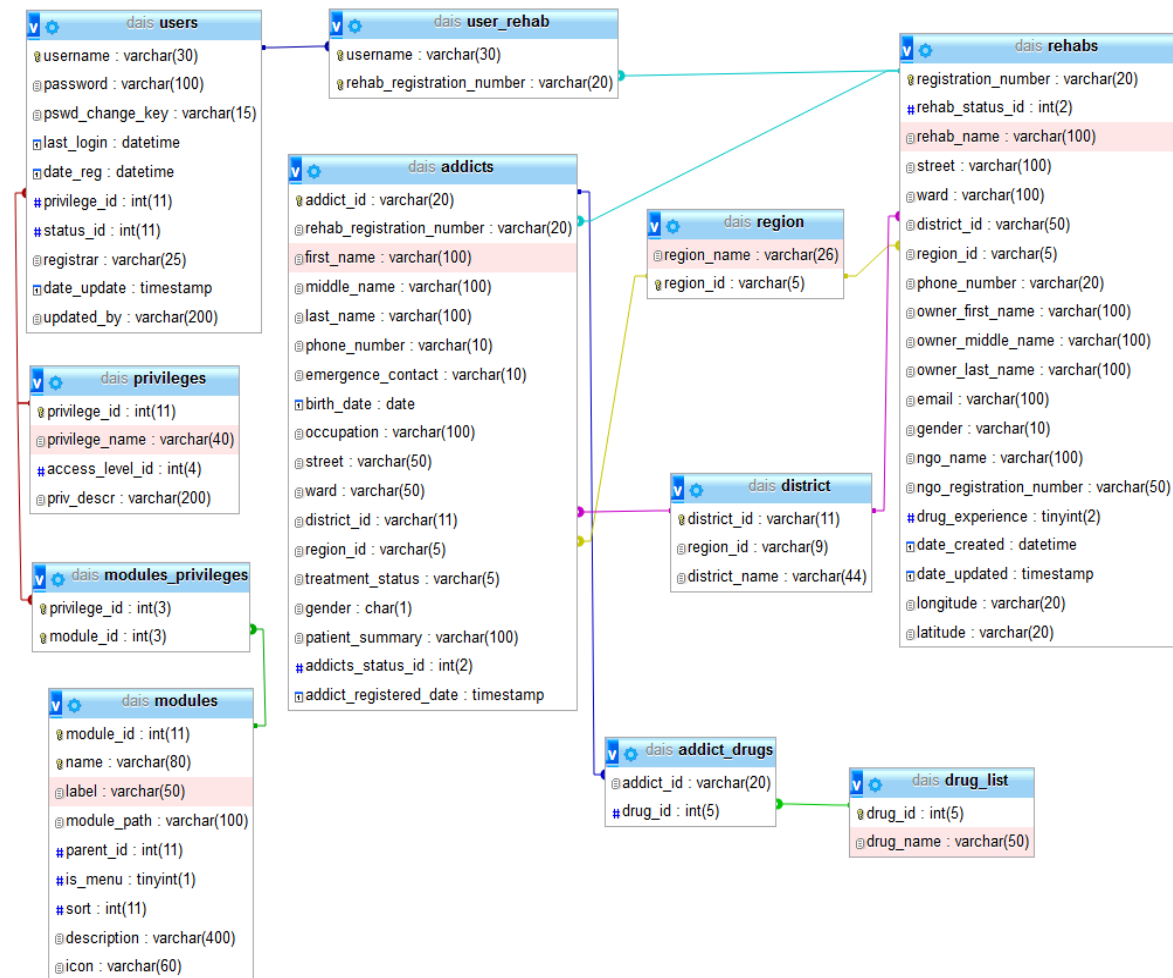 dais users
username : varchar(30)
password : varchar(100)
pswd_change_key : varchar(15)
last_login : datetime
date_reg : datetime
privilege_id : int(11)
status_id : int(11)
registrar : varchar(25)
date_update : timestamp
updated_by : varchar(200)
dais user_rehab
username : varchar(30)
rehab_registration_number : varchar(20)
dais rehabs
registration_number : varchar(20)
rehab_status_id : int(2)
rehab_name : varchar(100)
street : varchar(100)
ward : varchar(100)
district_id : varchar(50)
region_id : varchar(5)
phone_number : varchar(20)
owner_first_name : varchar(100)
owner_middle_name : varchar(100)
owner_last_name : varchar(100)
email : varchar(100)
gender : varchar(10)
ngo_name : varchar(100)
ngo_registration_number : varchar(50)
drug_experience : tinyint(2)
date_created : datetime
date_updated : timestamp
longitude : varchar(20)
latitude : varchar(20)
dais addicts
addict_id : varchar(20)
rehab_registration_number : varchar(20)
first_name : varchar(100)
middle_name : varchar(100)
last_name : varchar(100)
phone_number : varchar(10)
emergence_contact : varchar(10)
birth_date : date
occupation : varchar(100)
street : varchar(50)
ward : varchar(50)
district_id : varchar(11)
region_id : varchar(5)
treatment_status : varchar(5)
gender : char(1)
patient_summary : varchar(100)
addicts_status_id : int(2)
addict_registered_date : timestamp
dais region
region_name : varchar(26)
region_id : varchar(5)
dais privileges
privilege_id : int(11)
privilege_name : varchar(40)
access_level_id : int(4)
priv_descr : varchar(200)
dais district
district_id : varchar(11)
region_id : varchar(9)
district_name : varchar(44)
dais modules_privileges
privilege_id : int(3)
module_id : int(3)
dais modules
module_id : int(11)
name : varchar(80)
label : varchar(50)
module_path : varchar(100)
parent_id : int(11)
is_menu : tinyint(1)
sort : int(11)
description : varchar(400)
icon : varchar(60)
dais addict_drugs
addict_id : varchar(20)
drug_id : int(5)
dais drug_list
drug_id : int(5)
drug_name : varchar(50)